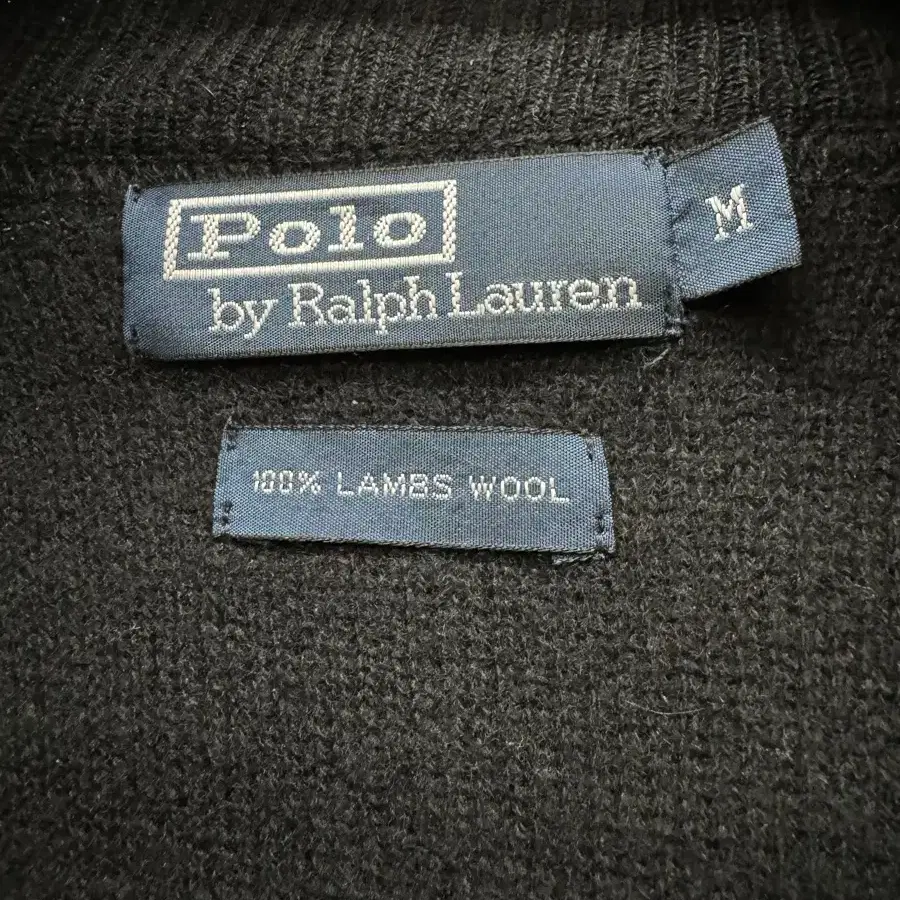 Polo
by Ralph Lauren
M
100% LAMBS WOOL